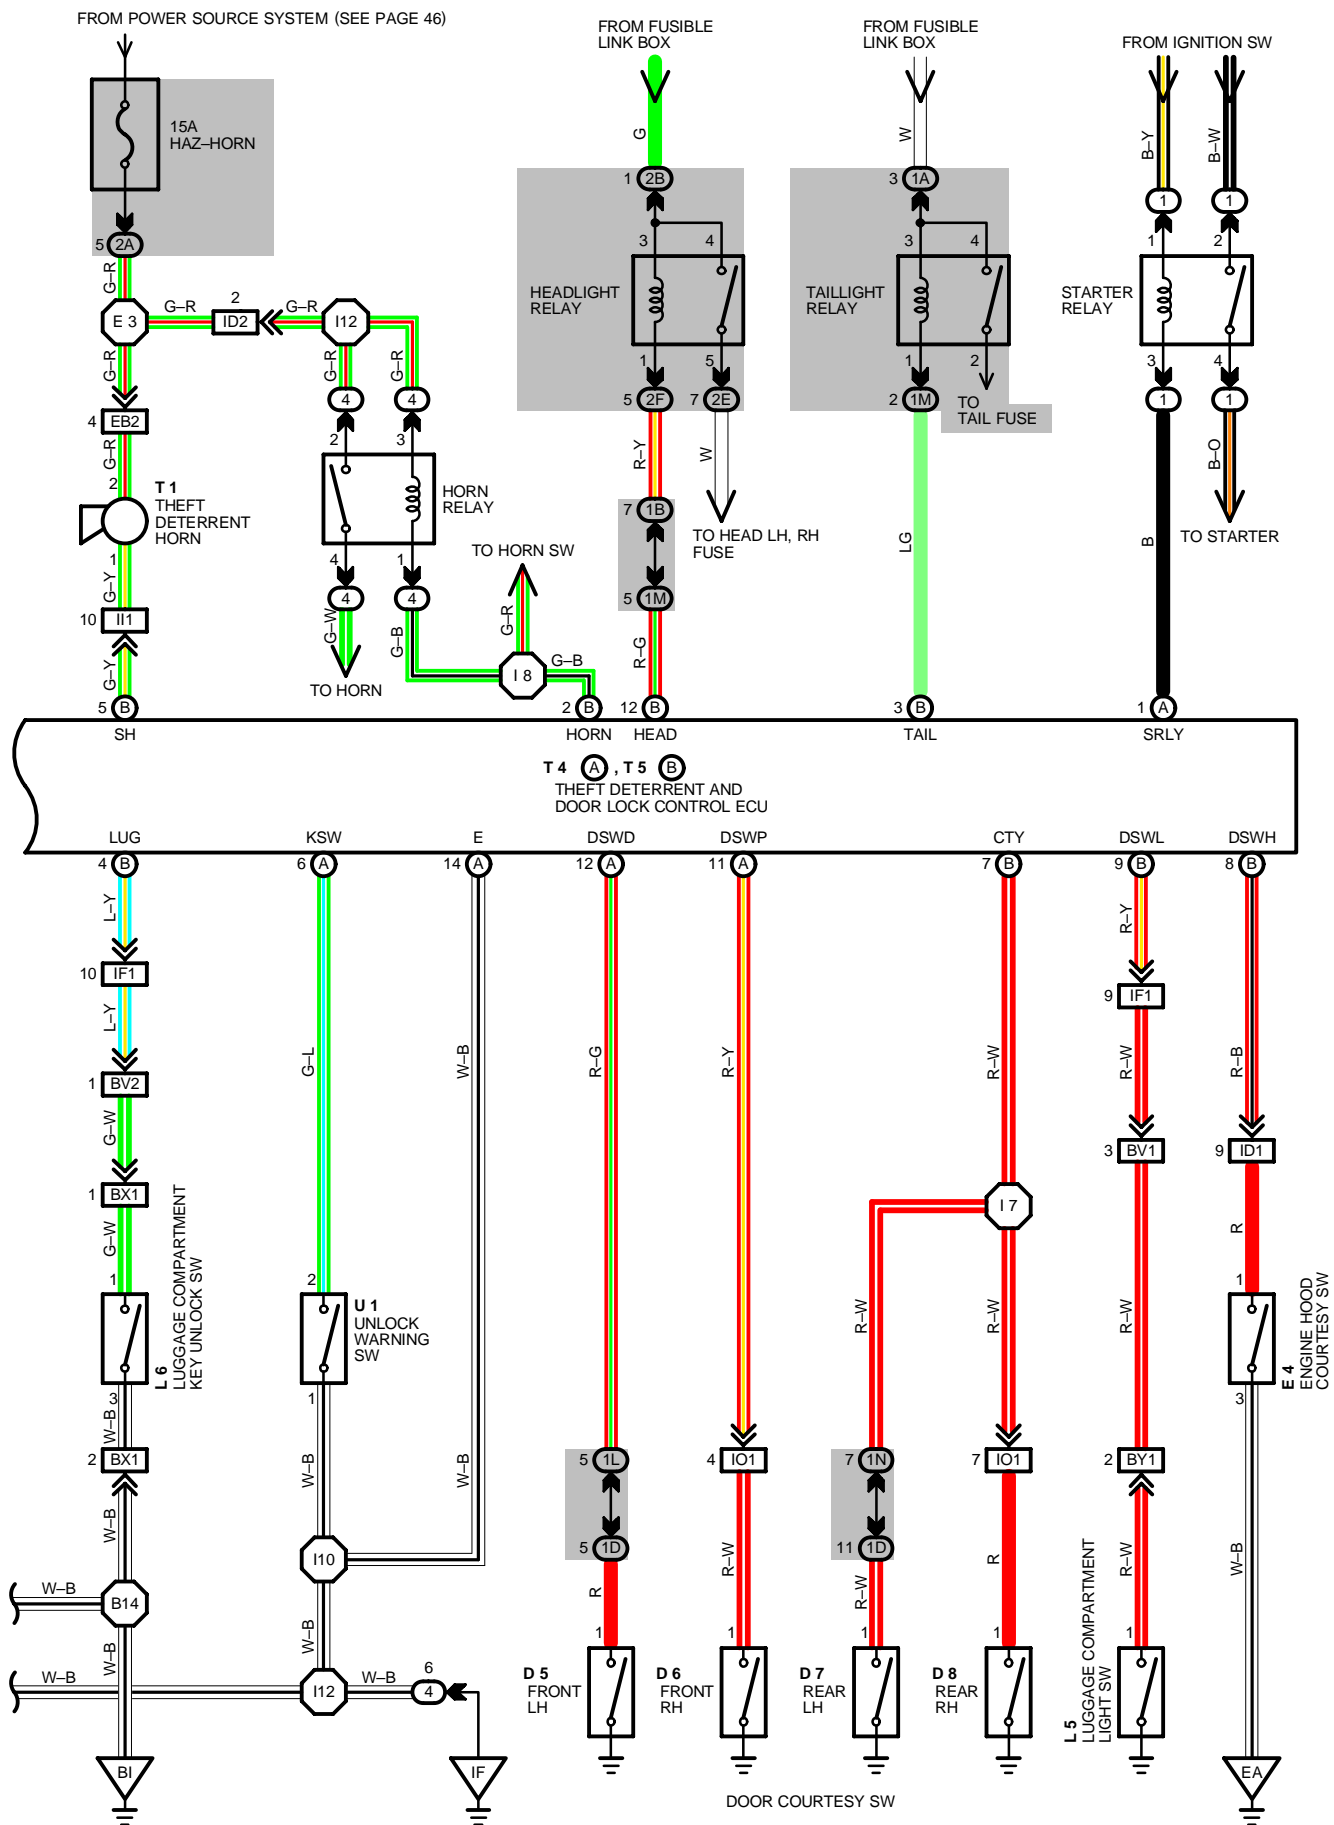 FROM POWER SOURCE SYSTEM (SEE PAGE 46)
FROM FUSIBLE
LINK BOX
FROM FUSIBLE
LINK BOX
FROM IGNITION SW
15A
HAZ–HORN
G
W
B–Y
B–W
1 2B
3 1A
1
1
5 2A
3 4
3 4
1 2
G–R
HEADLIGHT
RELAY
TAILLIGHT
RELAY
STARTER
RELAY
E 3
G–R
2
ID2
G–R
I12
G–R
G–R
G–R
1 5
1 2
3 4
4
4
5 2F
7 2E
2 1M
TO
TAIL FUSE
1
1
4 EB2
2 3
HORN
RELAY
G–R
2
T 1
THEFT
DETERRENT
HORN
R–Y
W
B–O
7 1B
TO HEAD LH, RH
FUSE
LG
B
TO STARTER
1
4 1
TO HORN SW
G–Y
10 II1
4
4
5 1M
G–W
G–B
G–R
R–G
G–Y
I 8
G–B
TO HORN
5 B
2 B
12 B
3 B
1 A
SH
HORN
HEAD
TAIL
SRLY
T 4 A , T 5 B
THEFT DETERRENT AND
DOOR LOCK CONTROL ECU
LUG
KSW
E
DSWD
DSWP
CTY
DSWL
DSWH
4 B
6 A
14 A
12 A
11 A
7 B
9 B
8 B
L–Y
R–Y
10 IF1
9 IF1
L–Y
G–L
W–B
R–G
R–Y
R–W
R–W
R–B
1 BV2
G–W
3 BV1
9 ID1
1 BX1
I 7
G–W
R
1
2
1
L 6
LUGGAGE COMPARTMENT
KEY UNLOCK SW
U 1
UNLOCK
WARNING
SW
R–W
R–W
R–W
E 4
ENGINE HOOD
COURTESY SW
3
1
3
W–B
2 BX1
W–B
W–B
5 1L
4 IO1
7 1N
7 IO1
2 BY1
W–B
I10
5 1D
11 1D
W–B
R–W
R
R–W
R–W
R
W–B
B14
W–B
W–B
1
1
1
1
1
W–B
I12
W–B
6
4
D 5
FRONT
LH
D 6
FRONT
RH
D 7
REAR
LH
D 8
REAR
RH
L 5
LUGGAGE COMPARTMENT
LIGHT SW
BI
IF
EA
DOOR COURTESY SW